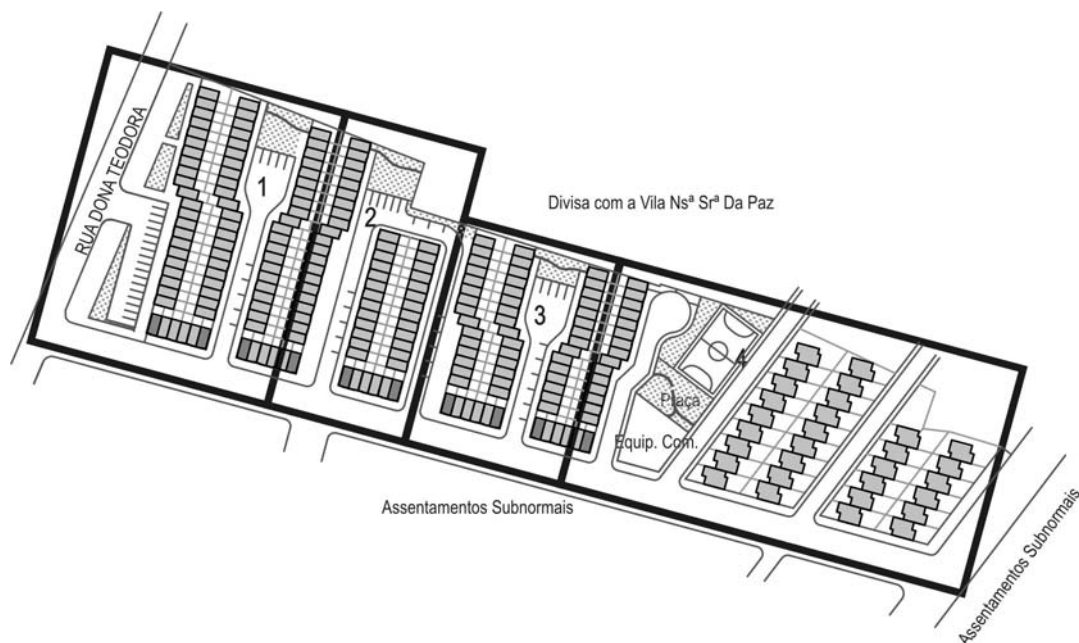 RUA DONA TEODORA
1
2
Divisa com a Vila Nsª Srª Da Paz
3
4
Praça
Equip. Com.
Assentamentos Subnormais
Assentamentos Subnormais